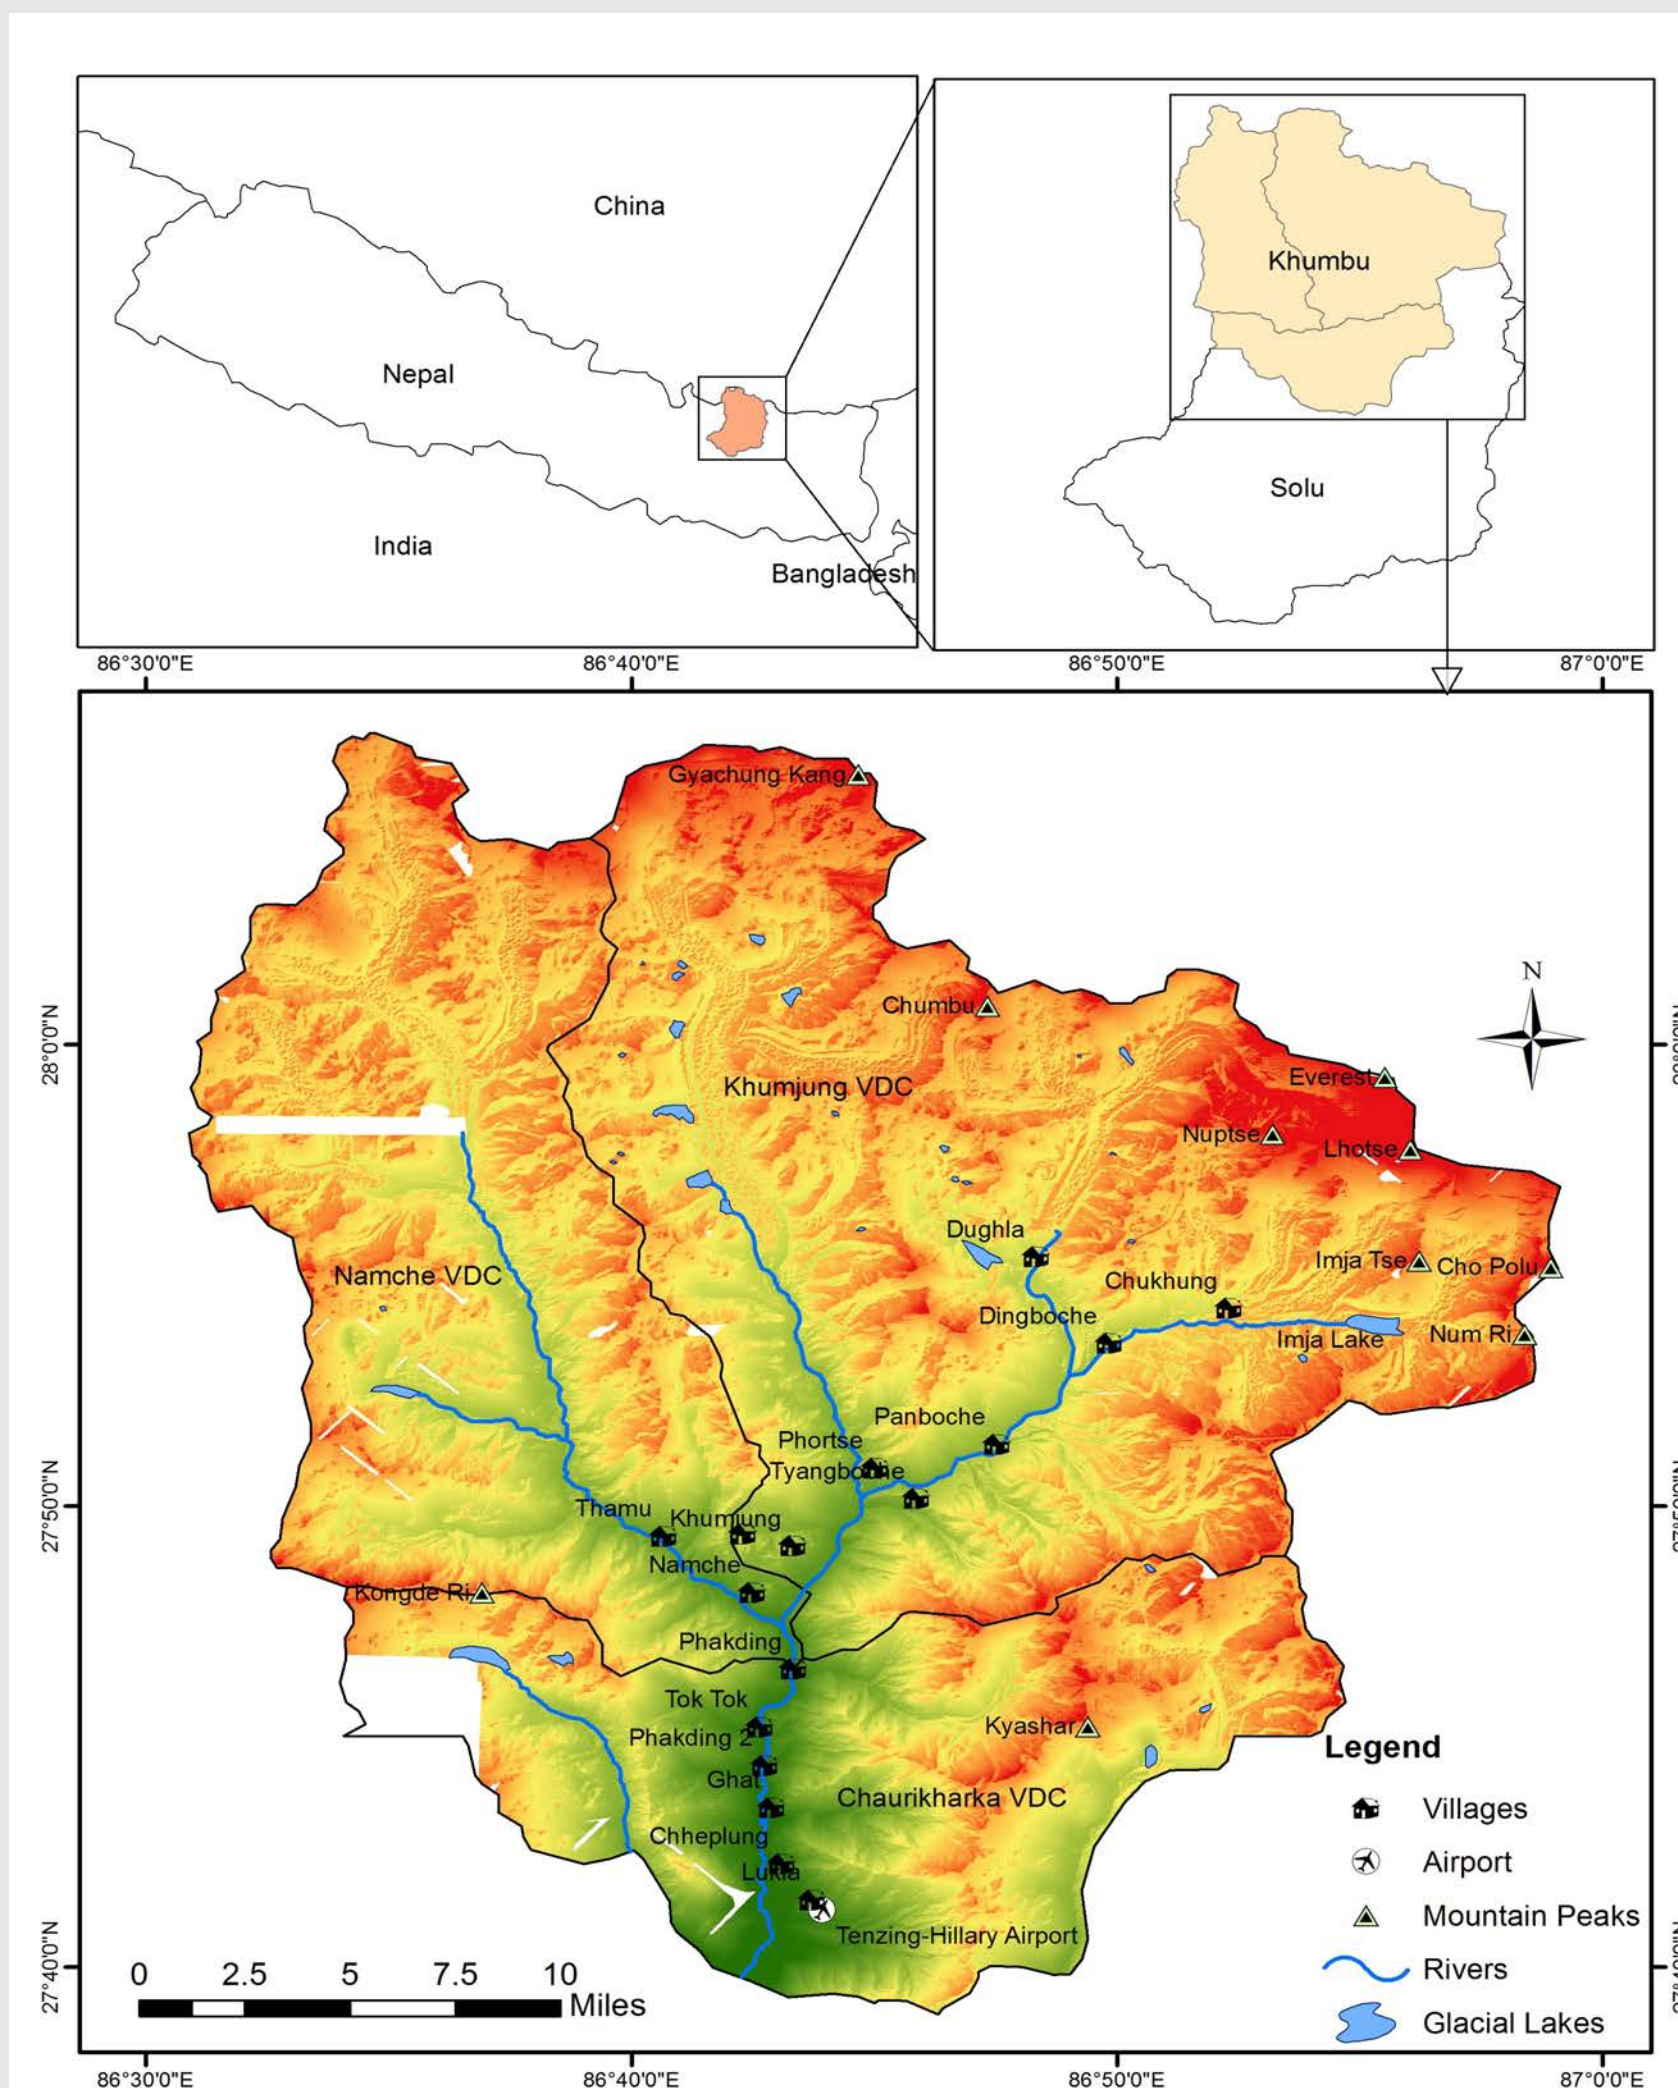 China
Nepal
India
Bangladesh
Khumbu
Solu
86°30'0"E
86°40'0"E
86°50'0"E
87°0'0"E
Gyachung Kang
N
Chumbu
28°0'0"N
Everest
Khumjung VDC
Nuptse
Lhotse
Dughla
Imja Tse
Cho Polu
Namche VDC
Chukhung
Dingboche
Imja Lake
Num Ri
Panboche
Phortse
Tyangboche
27°50'0"N
Thamu
Khumjung
Namche
Kongde Ri
Phakding
Tok Tok
Kyashar
Phakding 2
Ghat
Chaurikharka VDC
Chheplung
Lukla
Tenzing-Hillary Airport
27°40'0"N
Legend
Villages
Airport
Mountain Peaks
Rivers
Glacial Lakes
0 2.5 5 7.5 10
Miles
86°30'0"E
86°40'0"E
86°50'0"E
87°0'0"E